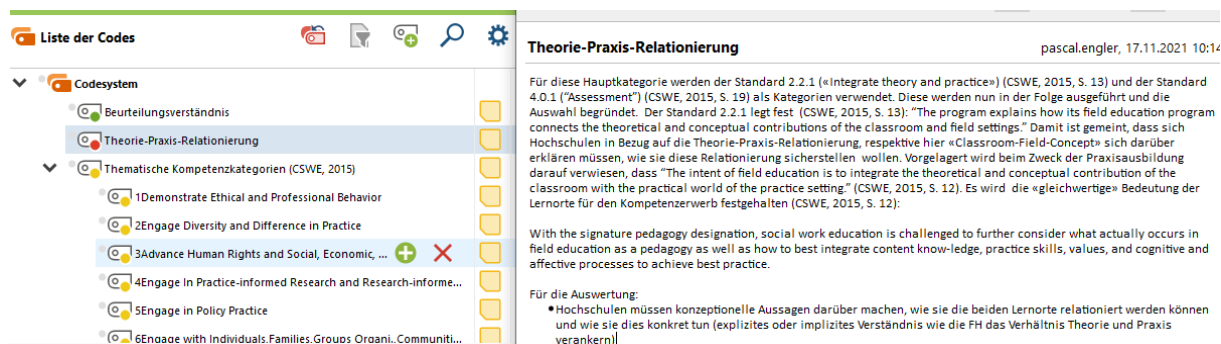 Liste der Codes
Codesystem
Beurteilungsverständnis
Theorie-Praxis-Relationierung
Thematische Kompetenzkategorien (CSWE, 2015)
1Demonstrate Ethical and Professional Behavior
2Engage Diversity and Difference in Practice
3Advance Human Rights and Social, Economic, ...
4Engage In Practice-informed Research and Research-informe...
5Engage in Policy Practice
6Engage with Individuals,Families,Groups Organi.,Communiti...
Theorie-Praxis-Relationierung pascal.engler, 17.11.2021 10:14
Für diese Hauptkategorie werden der Standard 2.2.1 («Integrate theory and practice») (CSWE, 2015, S. 13) und der Standard
4.0.1 ("Assessment") (CSWE, 2015, S. 19) als Kategorien verwendet. Diese werden nun in der Folge ausgeführt und die
Auswahl begründet. Der Standard 2.2.1 legt fest (CSWE, 2015, S. 13): “The program explains how its field education program
connects the theoretical and conceptual contributions of the classroom and field settings.” Damit ist gemeint, dass sich
Hochschulen in Bezug auf die Theorie-Praxis-Relationierung, respektive hier «Classroom-Field-Concept» sich darüber
erklären müssen, wie sie diese Relationierung sicherstellen wollen. Vorgelagert wird beim Zweck der Praxisausbildung
darauf verwiesen, dass “The intent of field education is to integrate the theoretical and conceptual contribution of the
classroom with the practical world of the practice setting.” (CSWE, 2015, S. 12). Es wird die «gleichwertige» Bedeutung der
Lernorte für den Kompetenzerwerb festgehalten (CSWE, 2015, S. 12):
With the signature pedagogy designation, social work education is challenged to further consider what actually occurs in
field education as a pedagogy as well as how to best integrate content know-ledge, practice skills, values, and cognitive and
affective processes to achieve best practice.
Für die Auswertung:
•Hochschulen müssen konzeptionelle Aussagen darüber machen, wie sie die beiden Lernorte relationiert werden können
und wie sie dies konkret tun (explizites oder implizites Verständnis wie die FH das Verhältnis Theorie und Praxis
verankern)